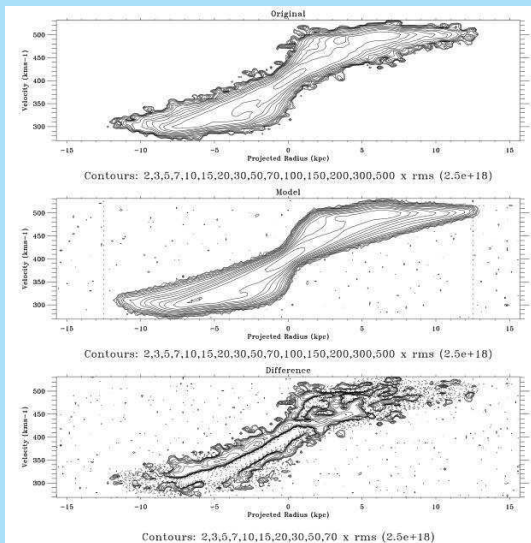 Original
500
450
400
350
300
Velocity (kms-1)
-15 -10 -5 0 5 10 15
Projected Radius (kpc)
Contours: 2,3,5,7,10,15,20,30,50,70,100,150,200,300,500 x rms (2.5e+18)
Model
500
450
400
350
300
Velocity (kms-1)
-15 -10 -5 0 5 10 15
Projected Radius (kpc)
Contours: 2,3,5,7,10,15,20,30,50,70,100,150,200,300,500 x rms (2.5e+18)
Difference
500
450
400
350
300
Velocity (kms-1)
-15 -10 -5 0 5 10 15
Projected Radius (kpc)
Contours: 2,3,5,7,10,15,20,30,50,70 x rms (2.5e+18)